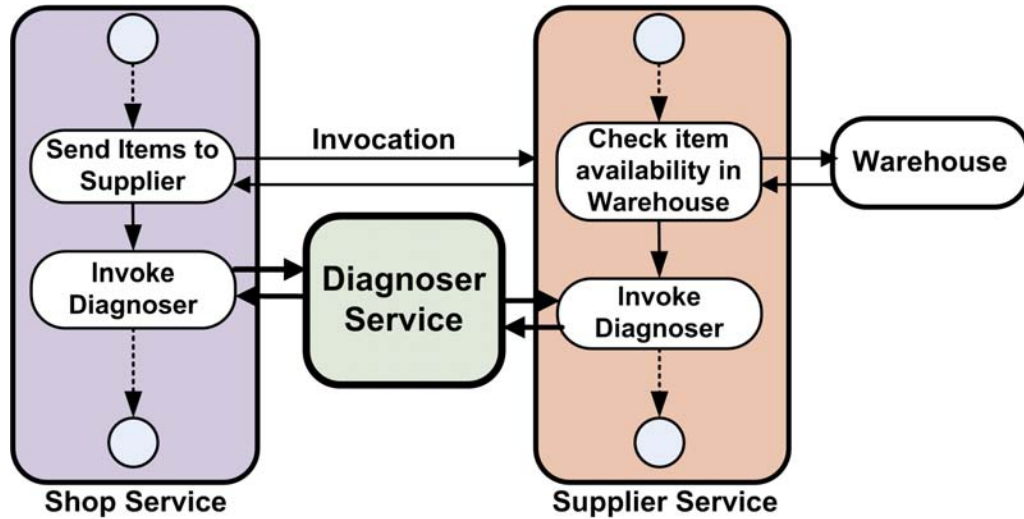 Send Items to
Supplier
Invoke
Diagnoser
Shop Service
Invocation
Diagnoser
Service
Check item
availability in
Warehouse
Invoke
Diagnoser
Supplier Service
Warehouse